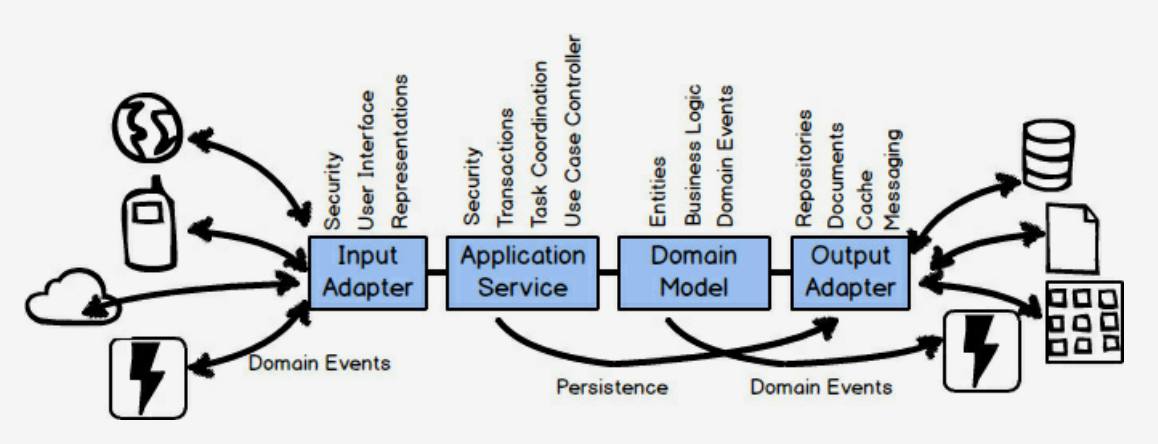 Security
User Interface
Representations
Security
Transactions
Task Coordination
Use Case Controller
Entities
Business Logic
Domain Events
Repositories
Documents
Cache
Messaging
Input
Adapter
Application
Service
Domain
Model
Output
Adapter
Domain Events
Persistence
Domain Events